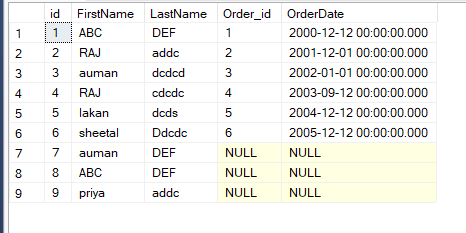 id FirstName LastName Order_id OrderDate
1 1 ABC DEF 1 2000-12-12 00:00:00.000
2 2 RAJ addc 2 2001-12-01 00:00:00.000
3 3 auman dcdcd 3 2002-01-01 00:00:00.000
4 4 RAJ cdcdc 4 2003-09-12 00:00:00.000
5 5 lakan dcds 5 2004-12-12 00:00:00.000
6 6 sheetal Ddcdc 6 2005-12-12 00:00:00.000
7 7 auman DEF NULL NULL
8 8 ABC DEF NULL NULL
9 9 priya addc NULL NULL